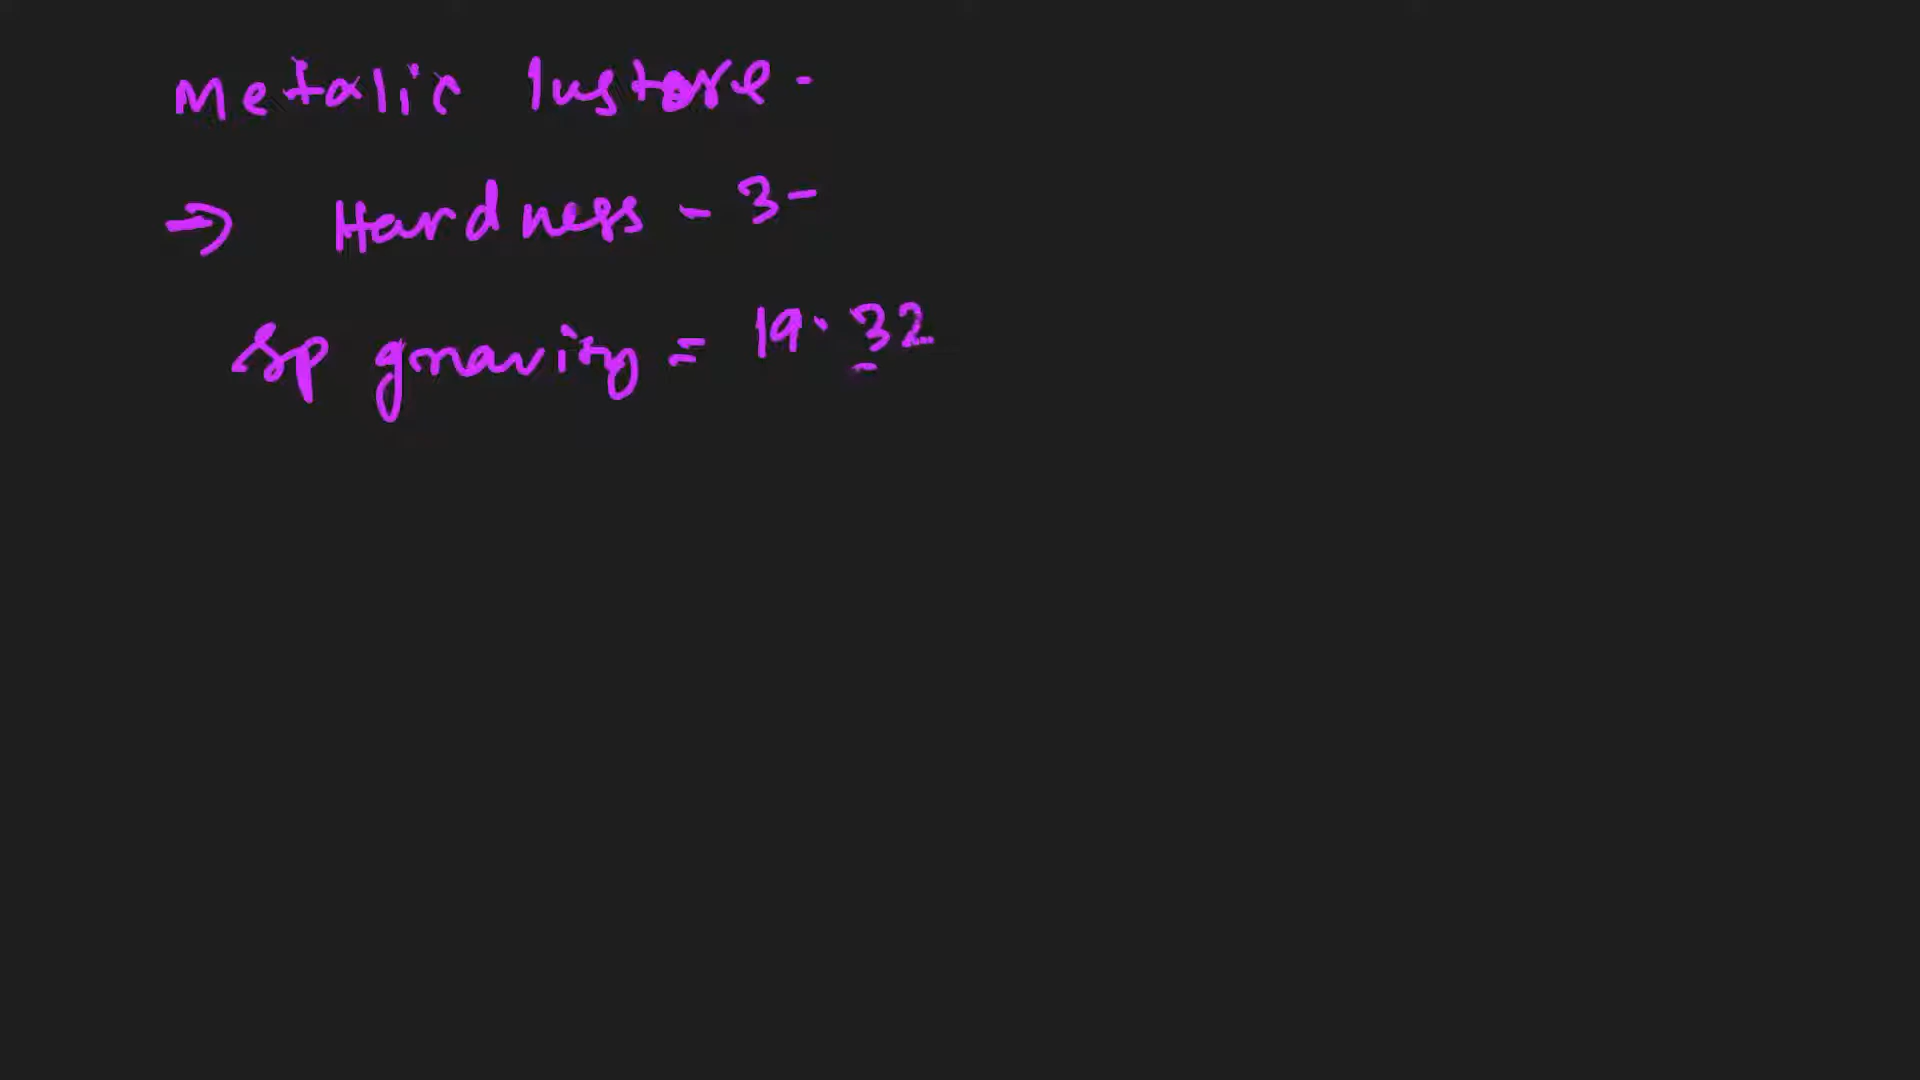 Metalic lustore -
→ Hardness - 3 -
sp gravity = 19.32